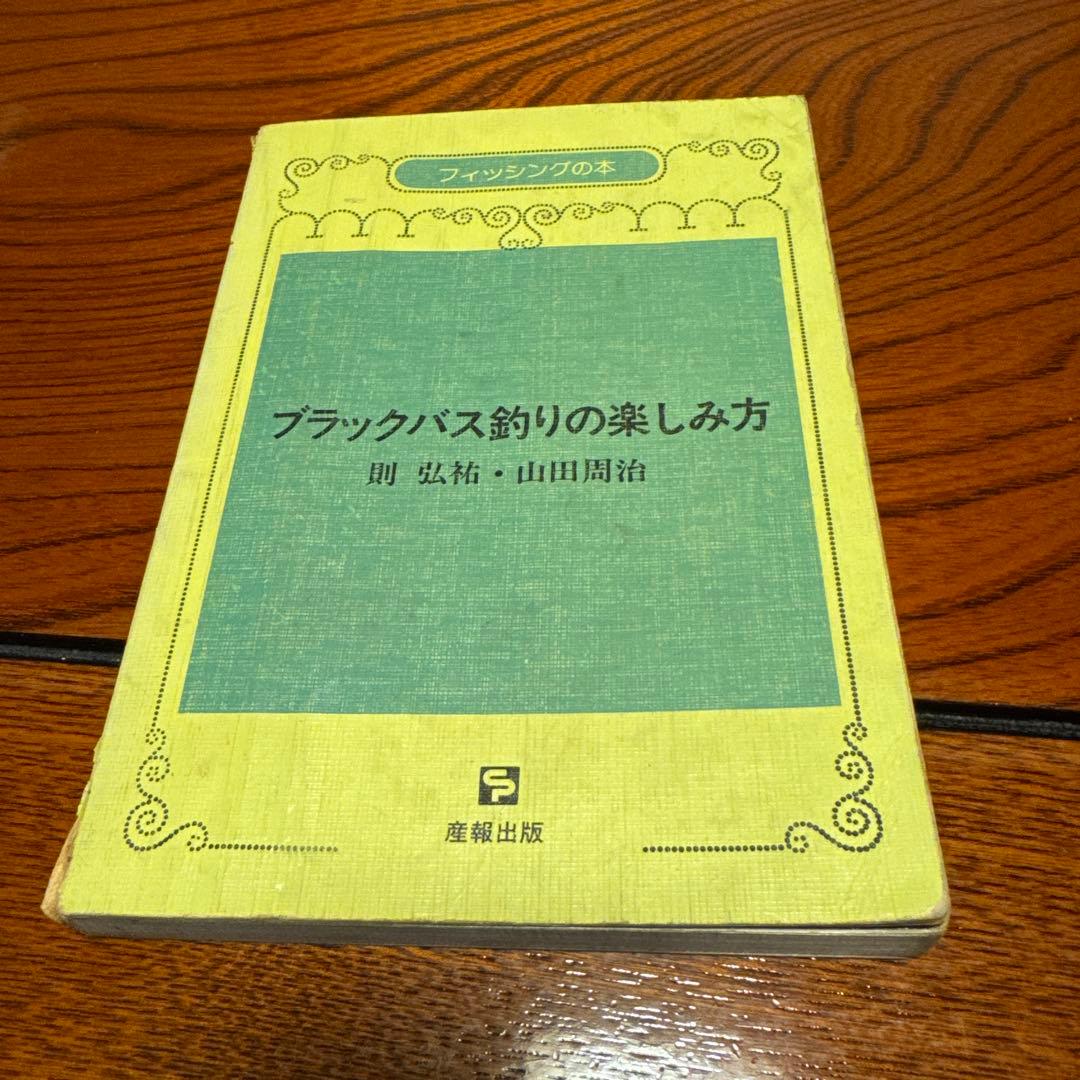 フィッシングの本
ブラックバス釣りの楽しみ方
則 弘祐・山田周治
産報出版